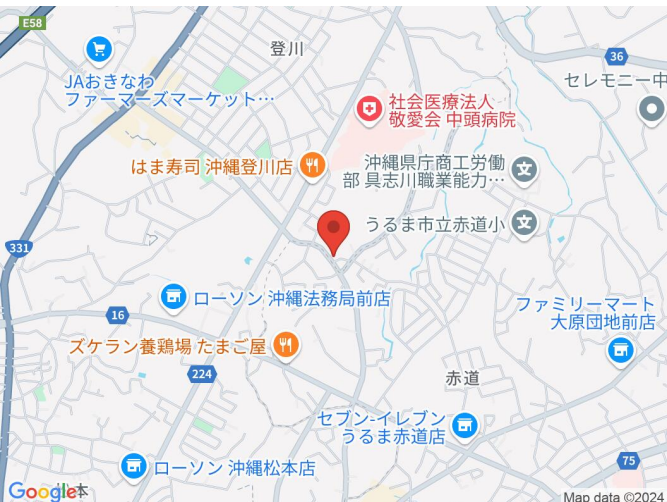 E58
登川
36
JAおきなわ
ファーマーズマーケット…
セレモニー中
社会医療法人
敬愛会 中頭病院
はま寿司 沖縄登川店
沖縄県庁商工労働
部 具志川職業能力…
うるま市立赤道小
331
ローソン 沖縄法務局前店
16
ファミリーマート
大原団地前店
ズケラン養鶏場 たまご屋
224
赤道
セブン-イレブン
うるま赤道店
75
ローソン 沖縄松本店
Google
本
Map data ©2024